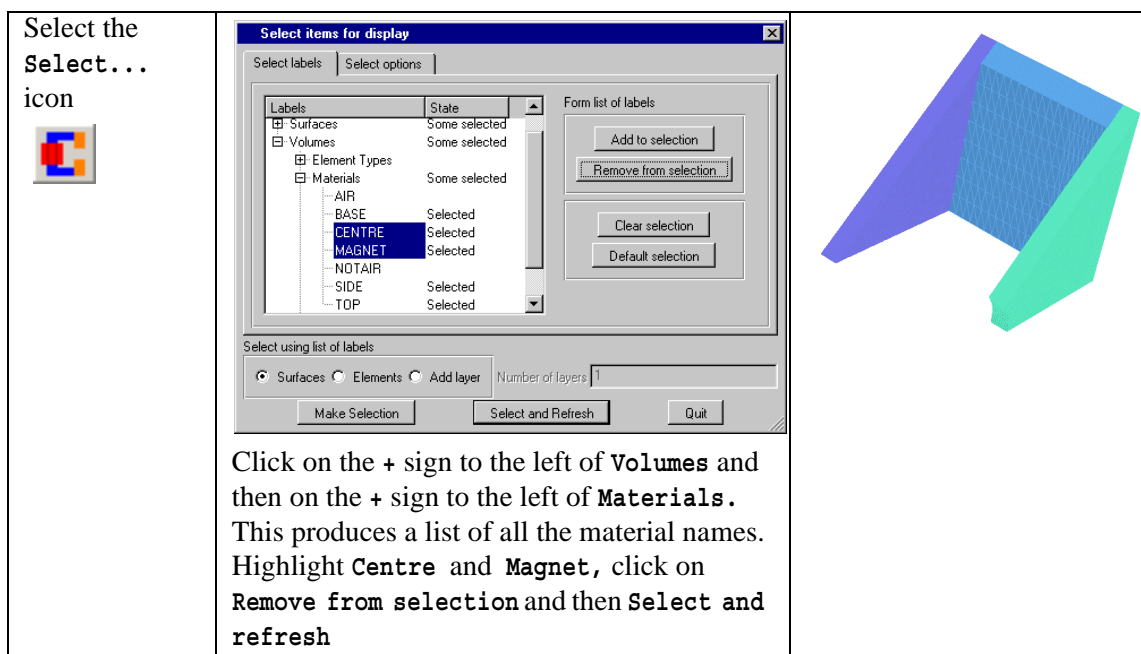 Select the
Select...
icon
Select items for display
Select labels Select options
Labels State
Surfaces Some selected
Volumes Some selected
Element Types
Materials Some selected
AIR
BASE Selected
CENTRE Selected
MAGNET Selected
NOTAIR
SIDE Selected
TOP Selected
Form list of labels
Add to selection
Remove from selection
Clear selection
Default selection
Select using list of labels
Surfaces Elements Add layer Number of layers 1
Make Selection Select and Refresh Quit
Click on the + sign to the left of Volumes and
then on the + sign to the left of Materials.
This produces a list of all the material names.
Highlight Centre and Magnet, click on
Remove from selection and then Select and
refresh